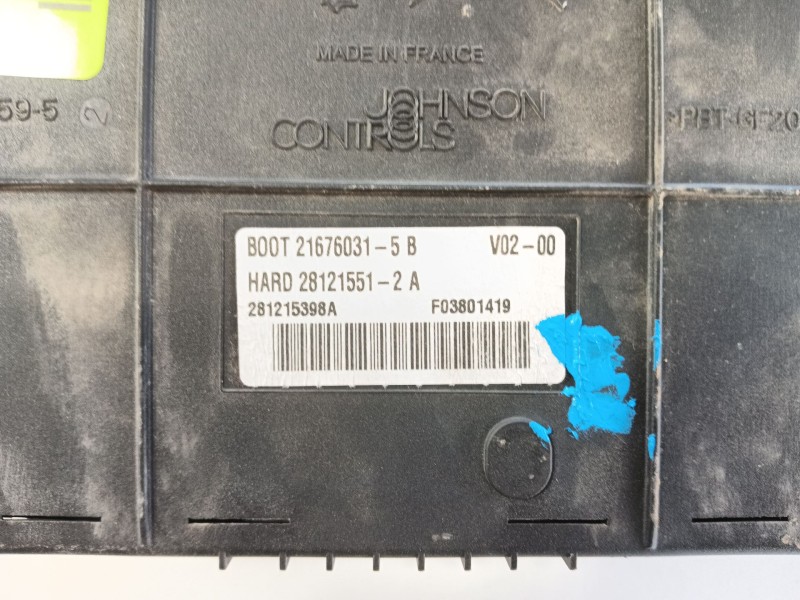 MADE IN FRANCE
JOHNSON
CONTROLS
59-5 2
>PBT-GF20
BOOT 21676031-5 B V02-00
HARD 28121551-2 A
281215398A F03801419